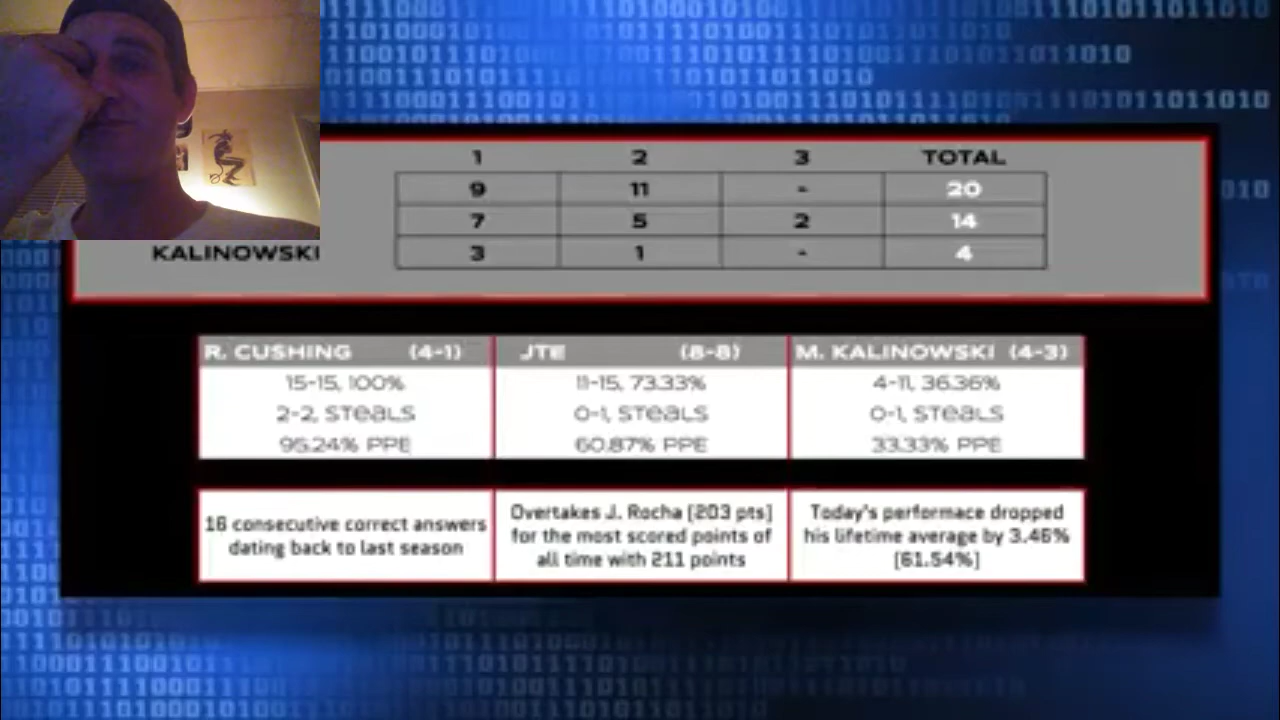 1 2 3 TOTAL
9 11 - 20
7 5 2 14
KALINOWSKI 3 1 - 4
R. CUSHING (4-1) JTE (8-8) M. KALINOWSKI (4-3)
15-15, 100% 11-15, 73.33% 4-11, 36.36%
2-2, STEALS 0-1, STEALS 0-1, STEALS
95.24% PPE 60.87% PPE 33.33% PPE
16 consecutive correct answers
dating back to last season
Overtakes J. Rocha [203 pts]
for the most scored points of
all time with 211 points
Today's performace dropped
his lifetime average by 3.46%
[61.54%]